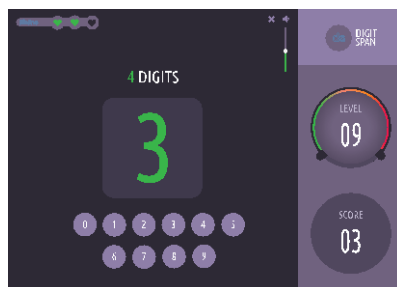 4 DIGITS
3
0 1 2 3 4 5
6 7 8 9
DIGIT
SPAN
LEVEL
09
SCORE
03